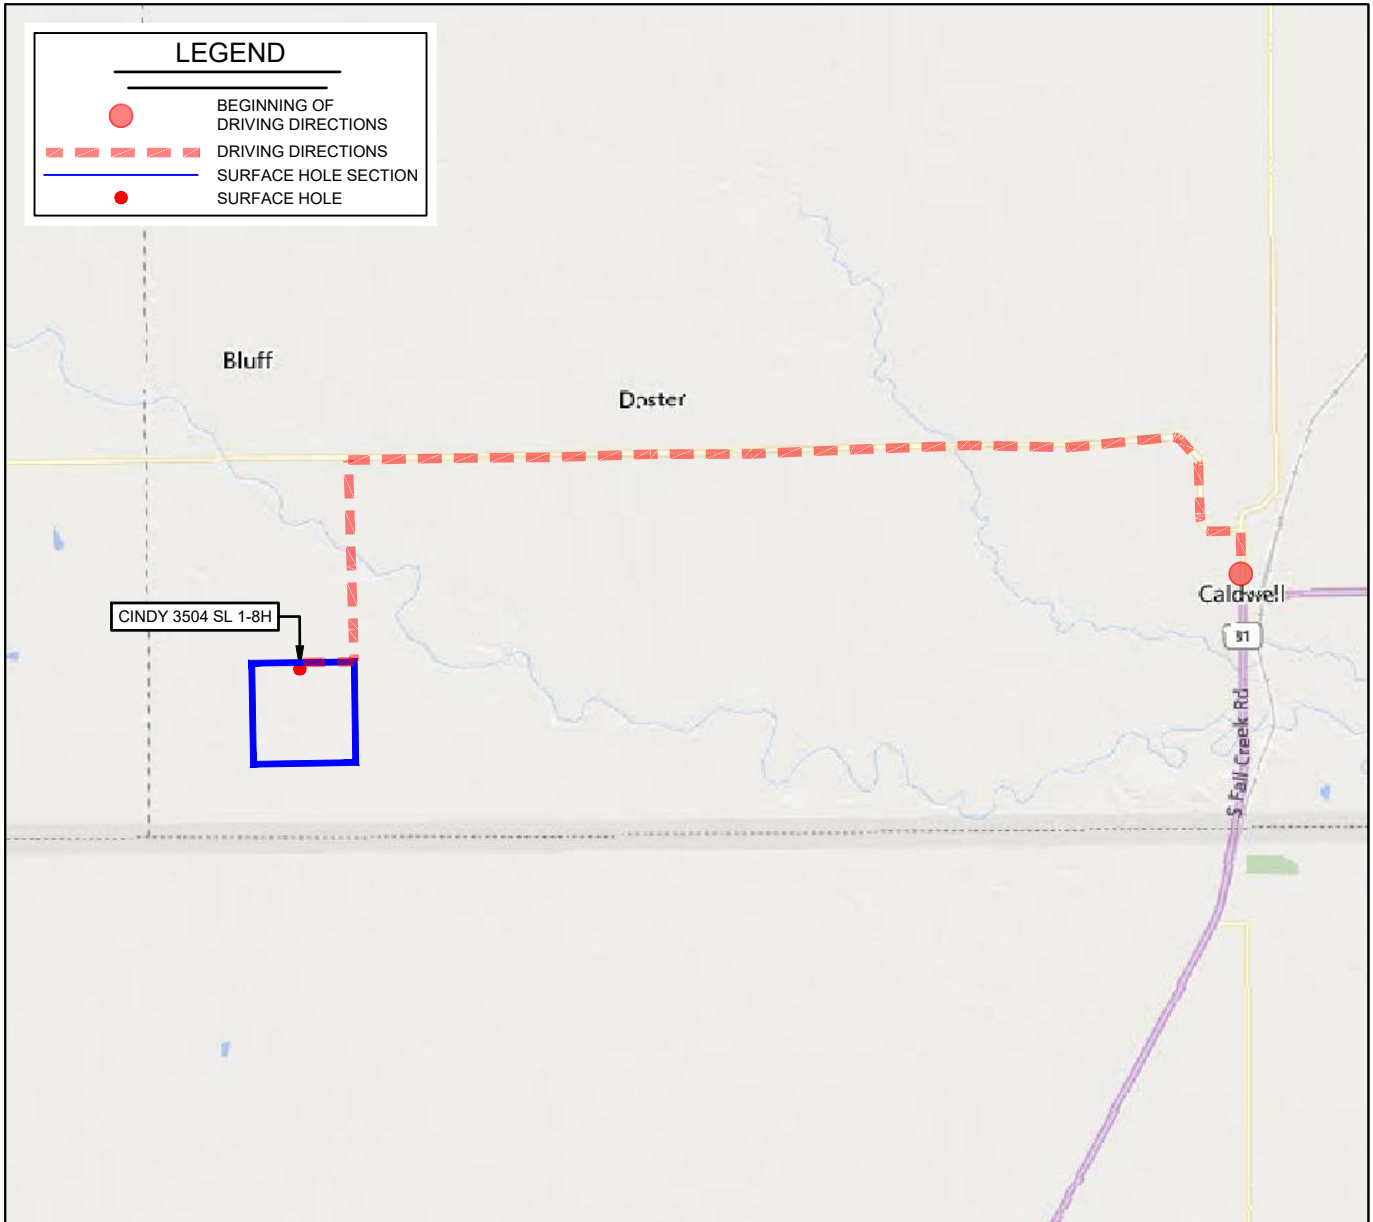 LEGEND
BEGINNING OF
DRIVING DIRECTIONS
DRIVING DIRECTIONS
SURFACE HOLE SECTION
SURFACE HOLE
Bluff
Doster
CINDY 3504 SL 1-8H
Caldwell
81
S Fall Creek Rd